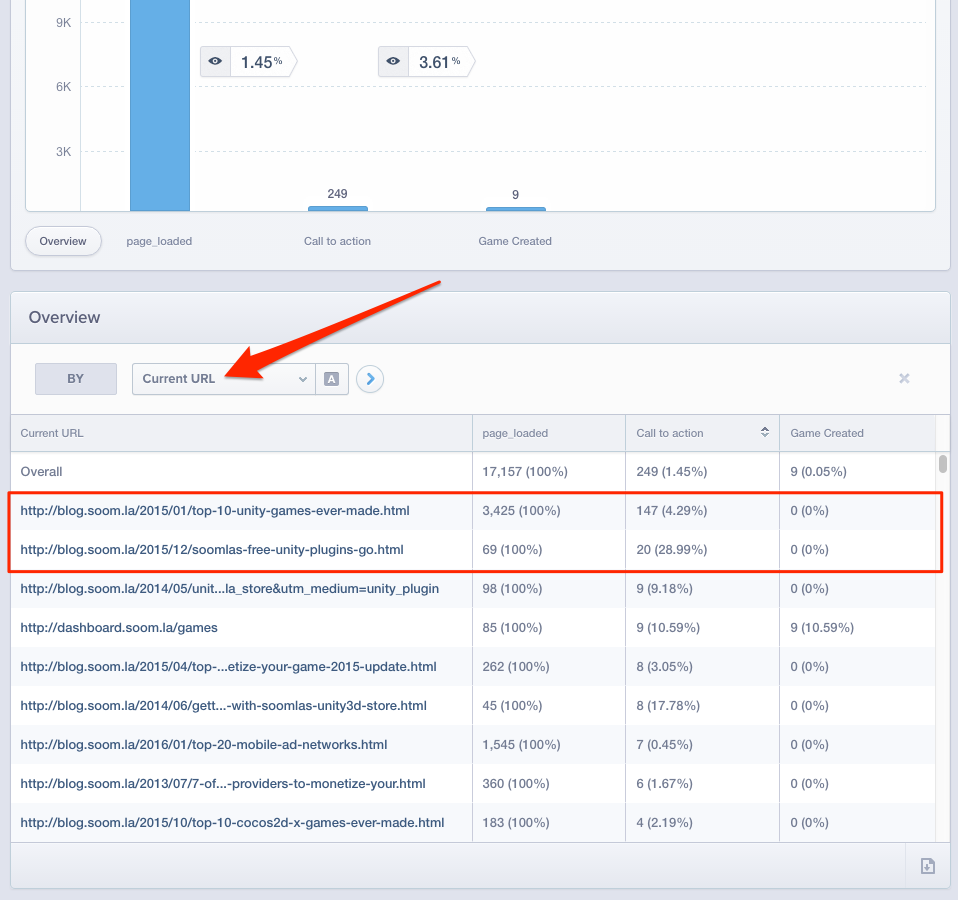 9K
1.45%
3.61%
6K
3K
249
9
Overview
page_loaded
Call to action
Game Created
Overview
BY
Current URL
A
Current URL
page_loaded
Call to action
Game Created
Overall
17,157 (100%)
249 (1.45%)
9 (0.05%)
http://blog.soom.la/2015/01/top-10-unity-games-ever-made.html
3,425 (100%)
147 (4.29%)
0 (0%)
http://blog.soom.la/2015/12/soomlas-free-unity-plugins-go.html
69 (100%)
20 (28.99%)
0 (0%)
http://blog.soom.la/2014/05/unit...la_store&utm_medium=unity_plugin
98 (100%)
9 (9.18%)
0 (0%)
http://dashboard.soom.la/games
85 (100%)
9 (10.59%)
9 (10.59%)
http://blog.soom.la/2015/04/top-...etize-your-game-2015-update.html
262 (100%)
8 (3.05%)
0 (0%)
http://blog.soom.la/2014/06/gett...-with-soomlas-unity3d-store.html
45 (100%)
8 (17.78%)
0 (0%)
http://blog.soom.la/2016/01/top-20-mobile-ad-networks.html
1,545 (100%)
7 (0.45%)
0 (0%)
http://blog.soom.la/2013/07/7-of...-providers-to-monetize-your.html
360 (100%)
6 (1.67%)
0 (0%)
http://blog.soom.la/2015/10/top-10-cocos2d-x-games-ever-made.html
183 (100%)
4 (2.19%)
0 (0%)